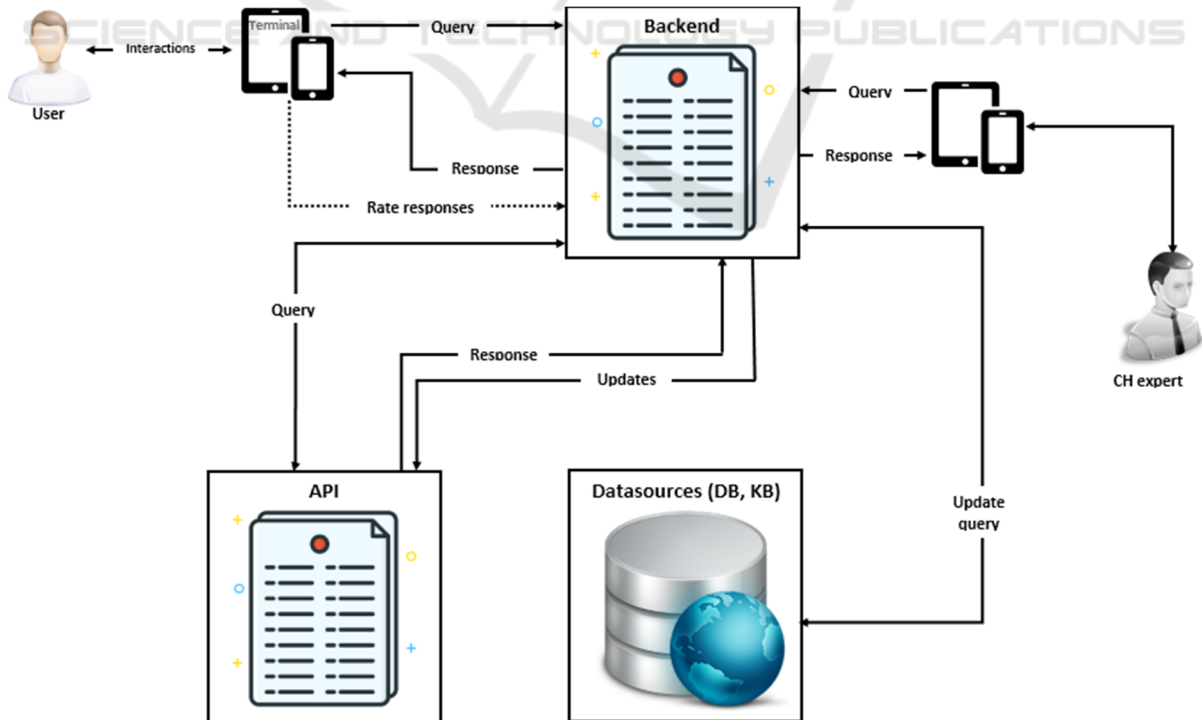 SCIENCE AND TECHNOLOGY PUBLICATIONS
Terminal
Query
Backend
Interactions
User
Query
Response
Response
Rate responses
Query
Response
Updates
CH expert
API
Datasources (DB, KB)
Update
query